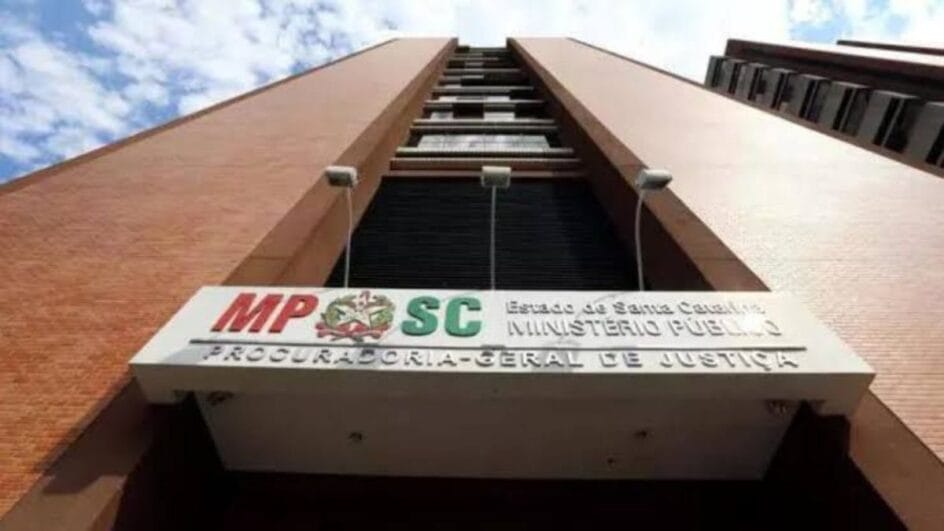 MP SC Estado de Santa Catarina
MINISTÉRIO PÚBLICO
PROCURADORIA-GERAL DE JUSTIÇA